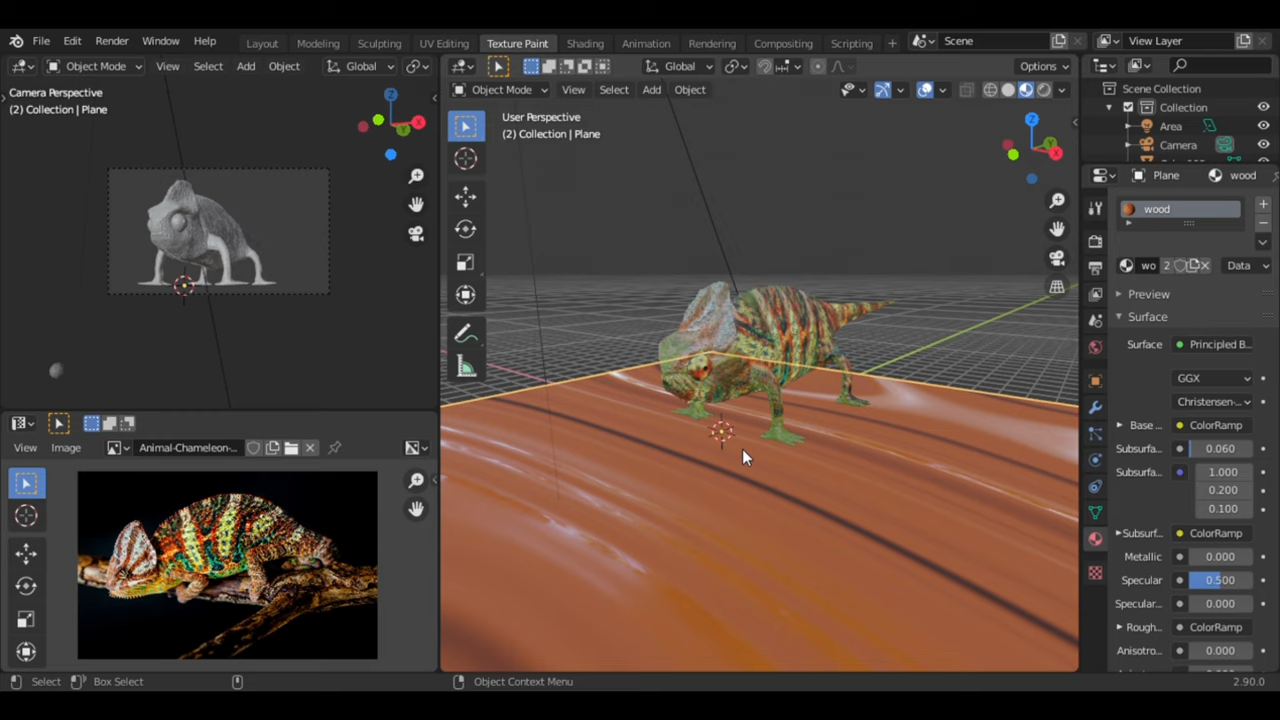 File Edit Render Window Help Layout Modeling Sculpting UV Editing Texture Paint Shading Animation Rendering Compositing Scripting + Scene View Layer
Object Mode View Select Add Object Global
Global Options
Object Mode View Select Add Object
Camera Perspective
(2) Collection | Plane
User Perspective
(2) Collection | Plane
Z
X
Y
Z
Y
X
Scene Collection
Collection
Area
Camera
Plane wood
wood
wo 2 Data
Preview
Surface
Surface Principled B...
GGX
Christensen-...
Base ... ColorRamp
Subsurfa... 0.060
Subsurfa... 1.000
0.200
0.100
Subsurf... ColorRamp
Metallic 0.000
Specular 0.500
Specular... 0.000
Rough... ColorRamp
Anisotro... 0.000
View Image Animal-Chameleon-...
Select Box Select Object Context Menu 2.90.0